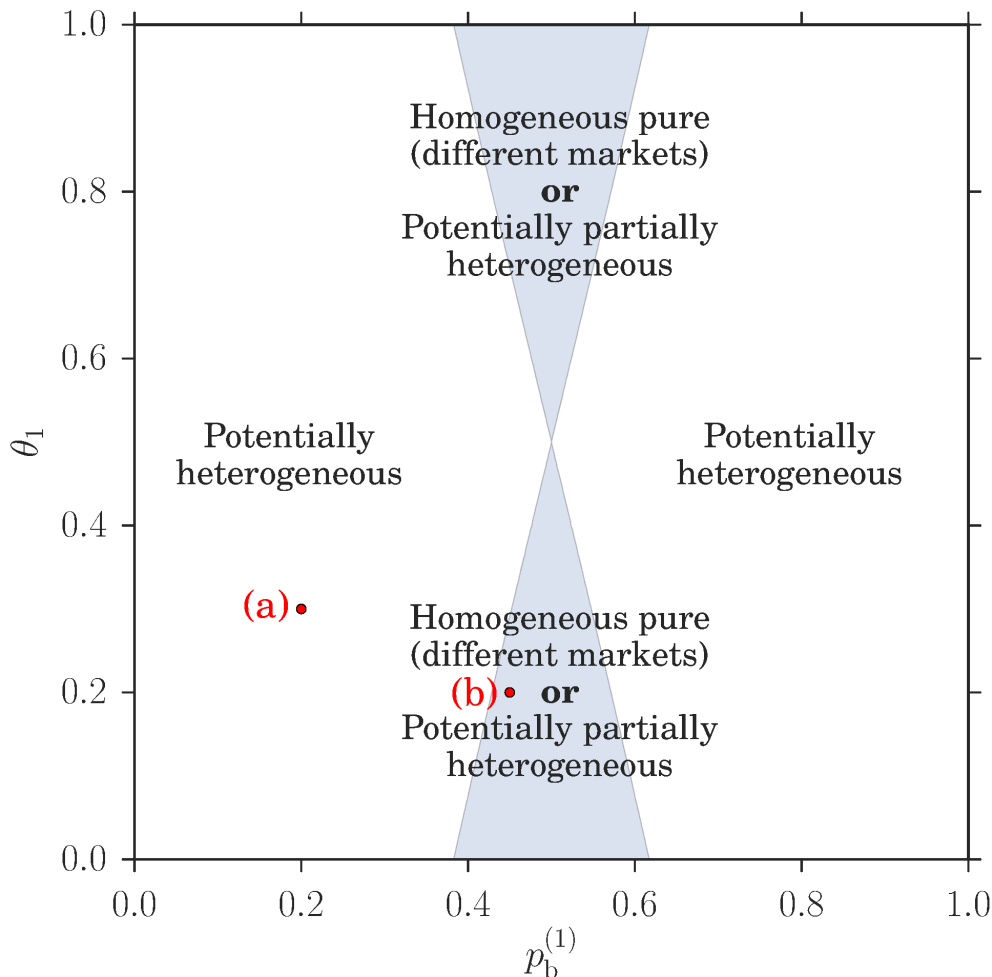 1.0
Homogeneous pure
(different markets)
or
Potentially partially
heterogeneous
0.8
0.6
θ1
Potentially
heterogeneous
Potentially
heterogeneous
0.4
(a)
Homogeneous pure
(different markets)
(b)
or
Potentially partially
heterogeneous
0.2
0.0
0.0 0.2 0.4 0.6 0.8 1.0
p_b^(1)